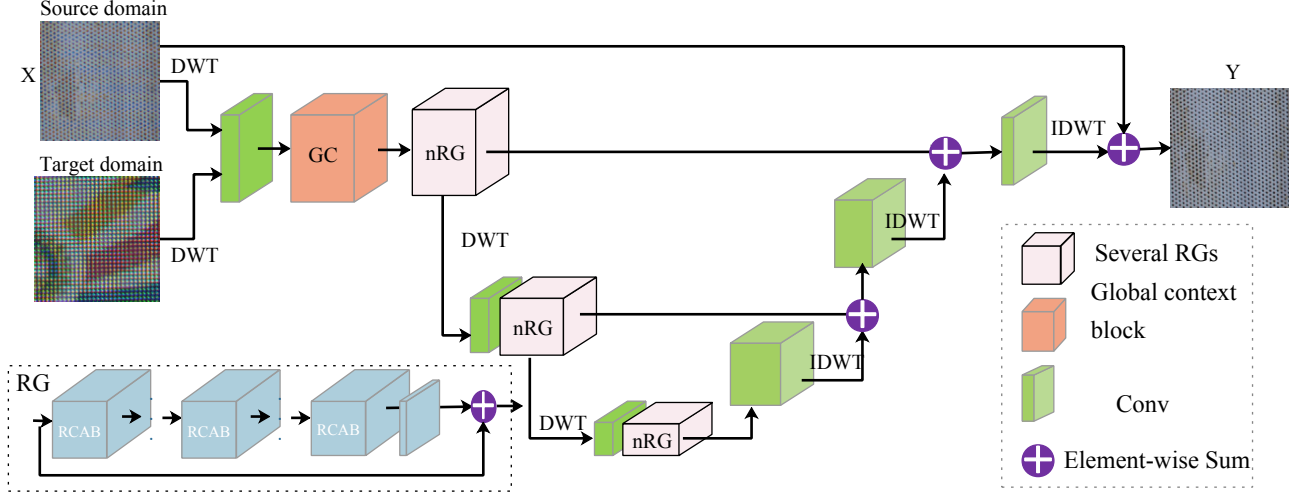 Source domain
X
DWT
Target domain
DWT
GC
nRG
DWT
nRG
DWT
nRG
IDWT
IDWT
IDWT
Y
RG
RCAB
RCAB
RCAB
Several RGs
Global context
block
Conv
Element-wise Sum